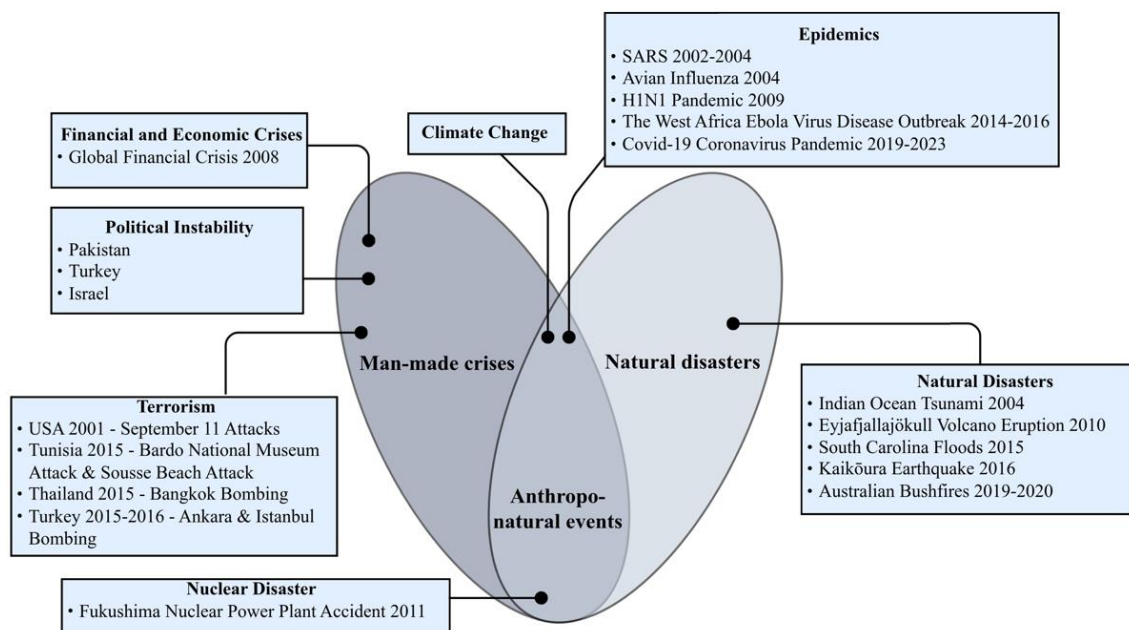 Epidemics
• SARS 2002-2004
• Avian Influenza 2004
• H1N1 Pandemic 2009
• The West Africa Ebola Virus Disease Outbreak 2014-2016
• Covid-19 Coronavirus Pandemic 2019-2023
Financial and Economic Crises
• Global Financial Crisis 2008
Climate Change
Political Instability
• Pakistan
• Turkey
• Israel
Man-made crises
Natural disasters
Terrorism
• USA 2001 - September 11 Attacks
• Tunisia 2015 - Bardo National Museum
Attack & Sousse Beach Attack
• Thailand 2015 - Bangkok Bombing
• Turkey 2015-2016 - Ankara & Istanbul
Bombing
Natural Disasters
• Indian Ocean Tsunami 2004
• Eyjafjallajökull Volcano Eruption 2010
• South Carolina Floods 2015
• Kaikōura Earthquake 2016
• Australian Bushfires 2019-2020
Anthropo-
natural events
Nuclear Disaster
• Fukushima Nuclear Power Plant Accident 2011